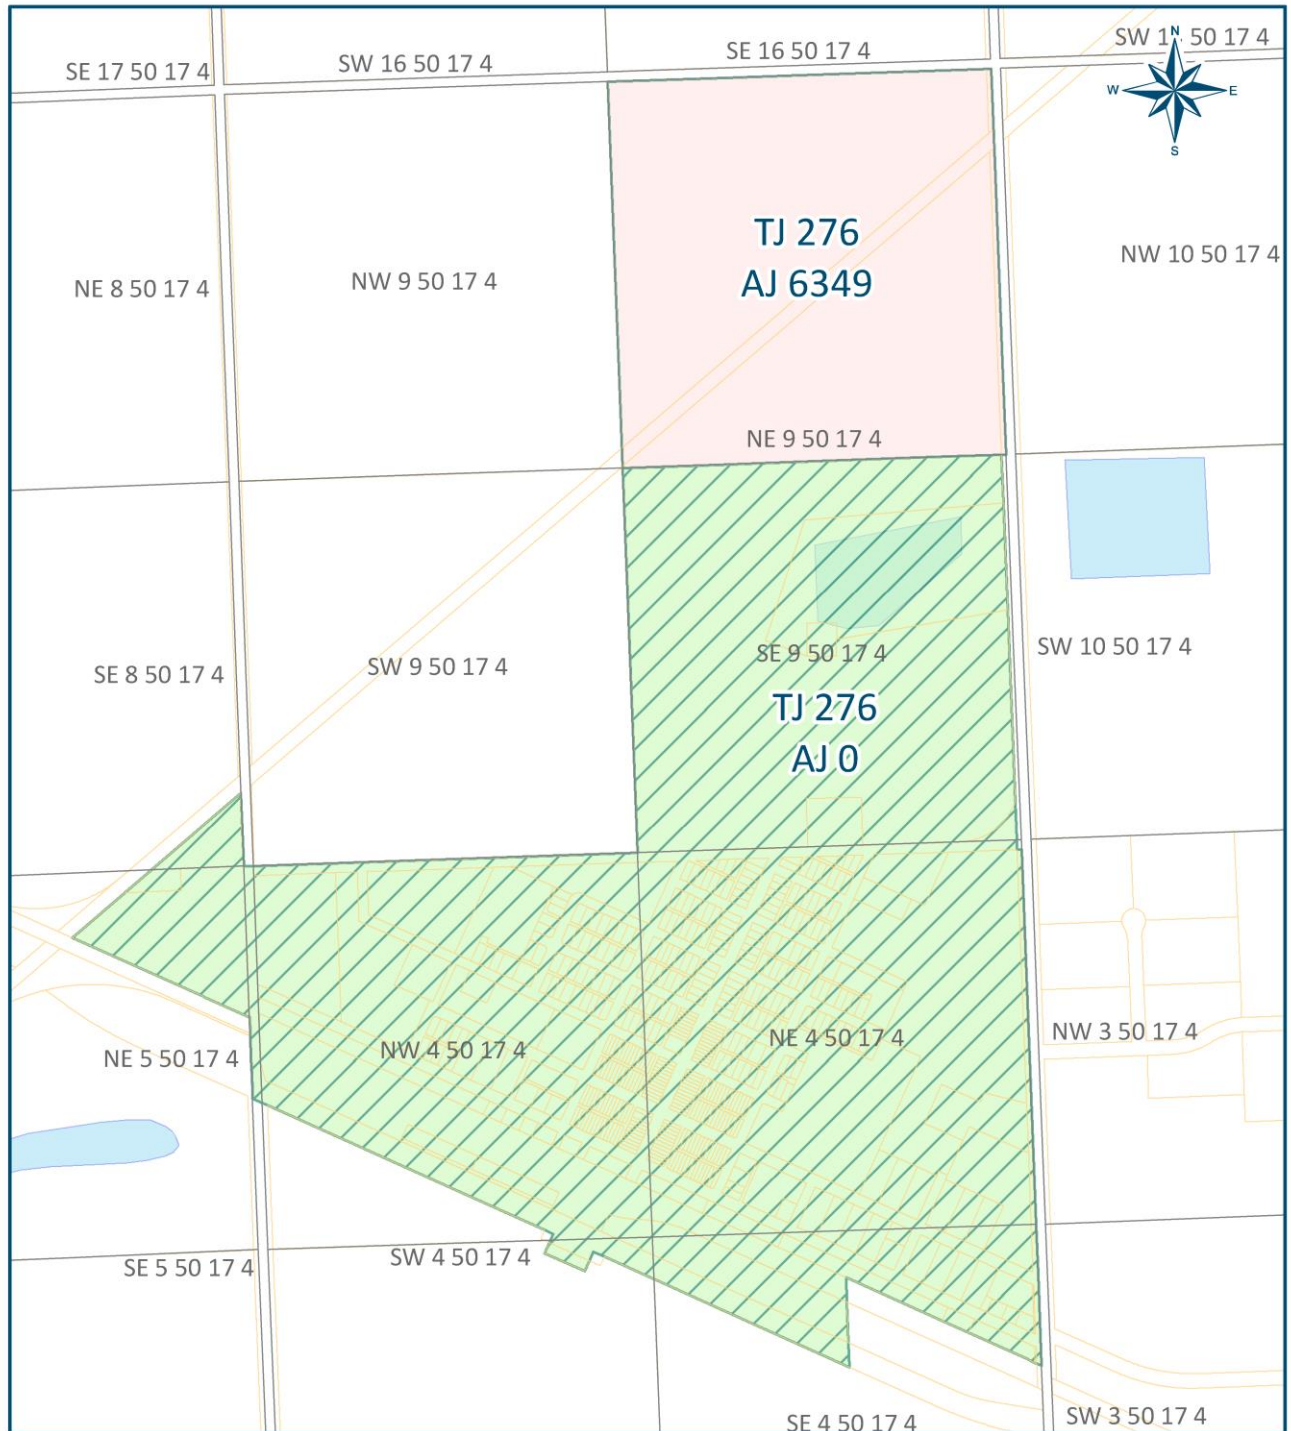 SE 17 50 17 4
SW 16 50 17 4
SE 16 50 17 4
SW 1 50 17 4
N
W
E
S
TJ 276
AJ 6349
NE 8 50 17 4
NW 9 50 17 4
NW 10 50 17 4
NE 9 50 17 4
SE 8 50 17 4
SW 9 50 17 4
SE 9 50 17 4
SW 10 50 17 4
TJ 276
AJ 0
NE 5 50 17 4
NW 4 50 17 4
NE 4 50 17 4
NW 3 50 17 4
SE 5 50 17 4
SW 4 50 17 4
SE 4 50 17 4
SW 3 50 17 4